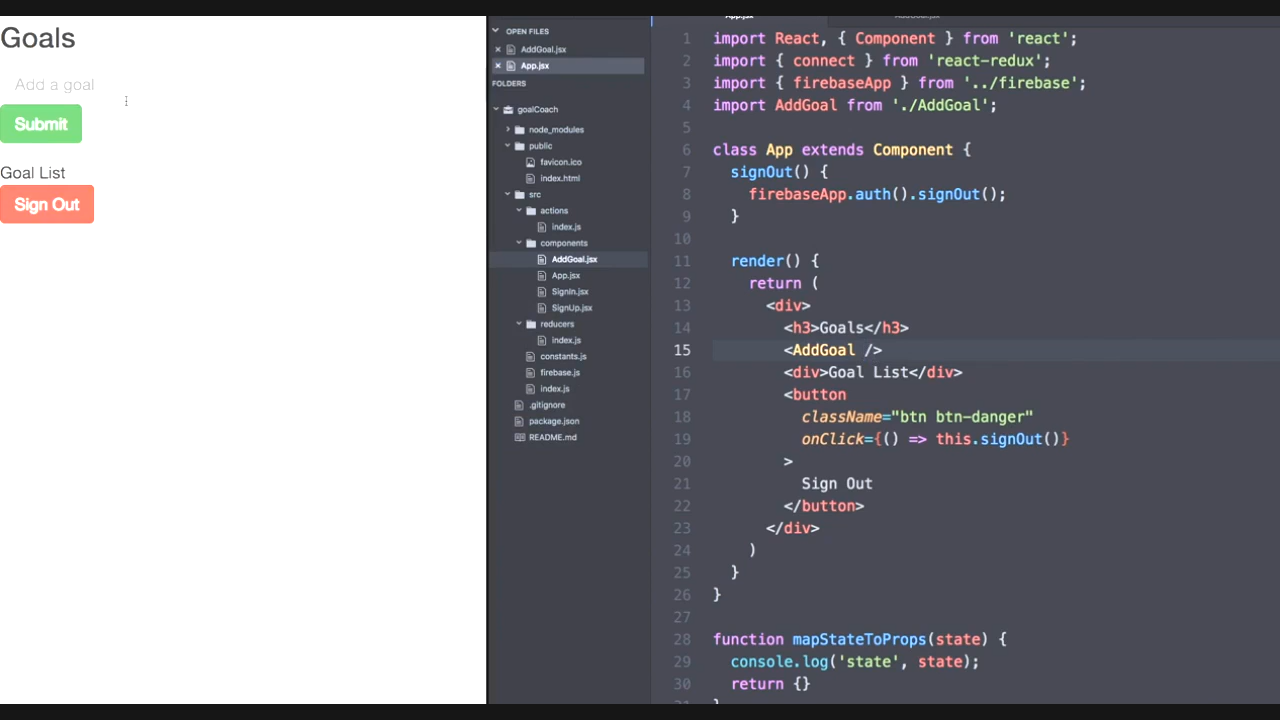 Goals
Add a goal
Submit
Goal List
Sign Out
OPEN FILES
AddGoal.jsx
App.jsx
FOLDERS
goalCoach
node_modules
public
favicon.ico
index.html
src
actions
index.js
components
AddGoal.jsx
App.jsx
SignIn.jsx
SignUp.jsx
reducers
index.js
constants.js
firebase.js
index.js
.gitignore
package.json
README.md
App.jsx
AddGoal.jsx
1 import React, { Component } from 'react';
2 import { connect } from 'react-redux';
3 import { firebaseApp } from '../firebase';
4 import AddGoal from './AddGoal';
5
6 class App extends Component {
7 signOut() {
8 firebaseApp.auth().signOut();
9 }
10
11 render() {
12 return (
13 <div>
14 <h3>Goals</h3>
15 <AddGoal />
16 <div>Goal List</div>
17 <button
18 className="btn btn-danger"
19 onClick={() => this.signOut()}
20 >
21 Sign Out
22 </button>
23 </div>
24 )
25 }
26 }
27
28 function mapStateToProps(state) {
29 console.log('state', state);
30 return {}